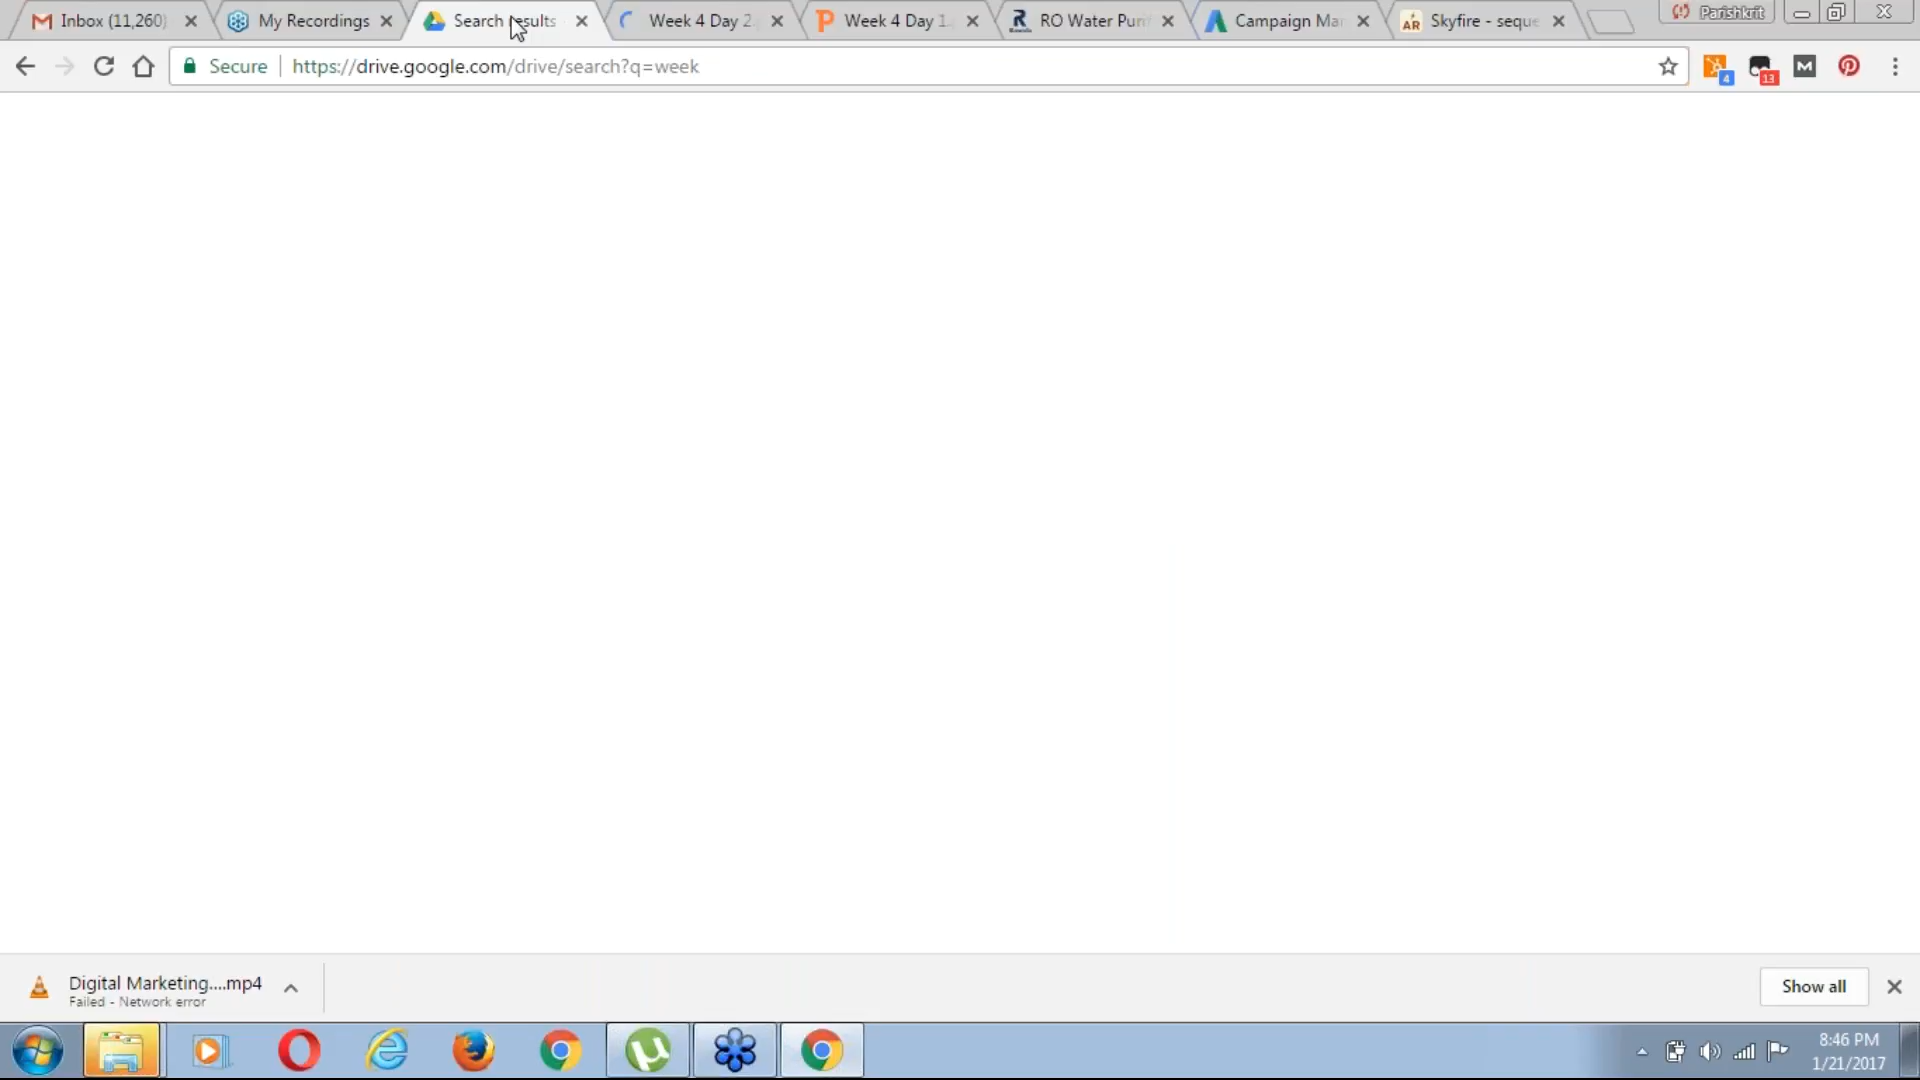 Inbox (11,260)
My Recordings
Search Results
Week 4 Day 2.
Week 4 Day 1.
RO Water Puri
Campaign Ma
Skyfire - seque
Parishkrit
Secure
https://drive.google.com/drive/search?q=week
4
13
Digital Marketing....mp4
Failed - Network error
Show all
8:46 PM
1/21/2017